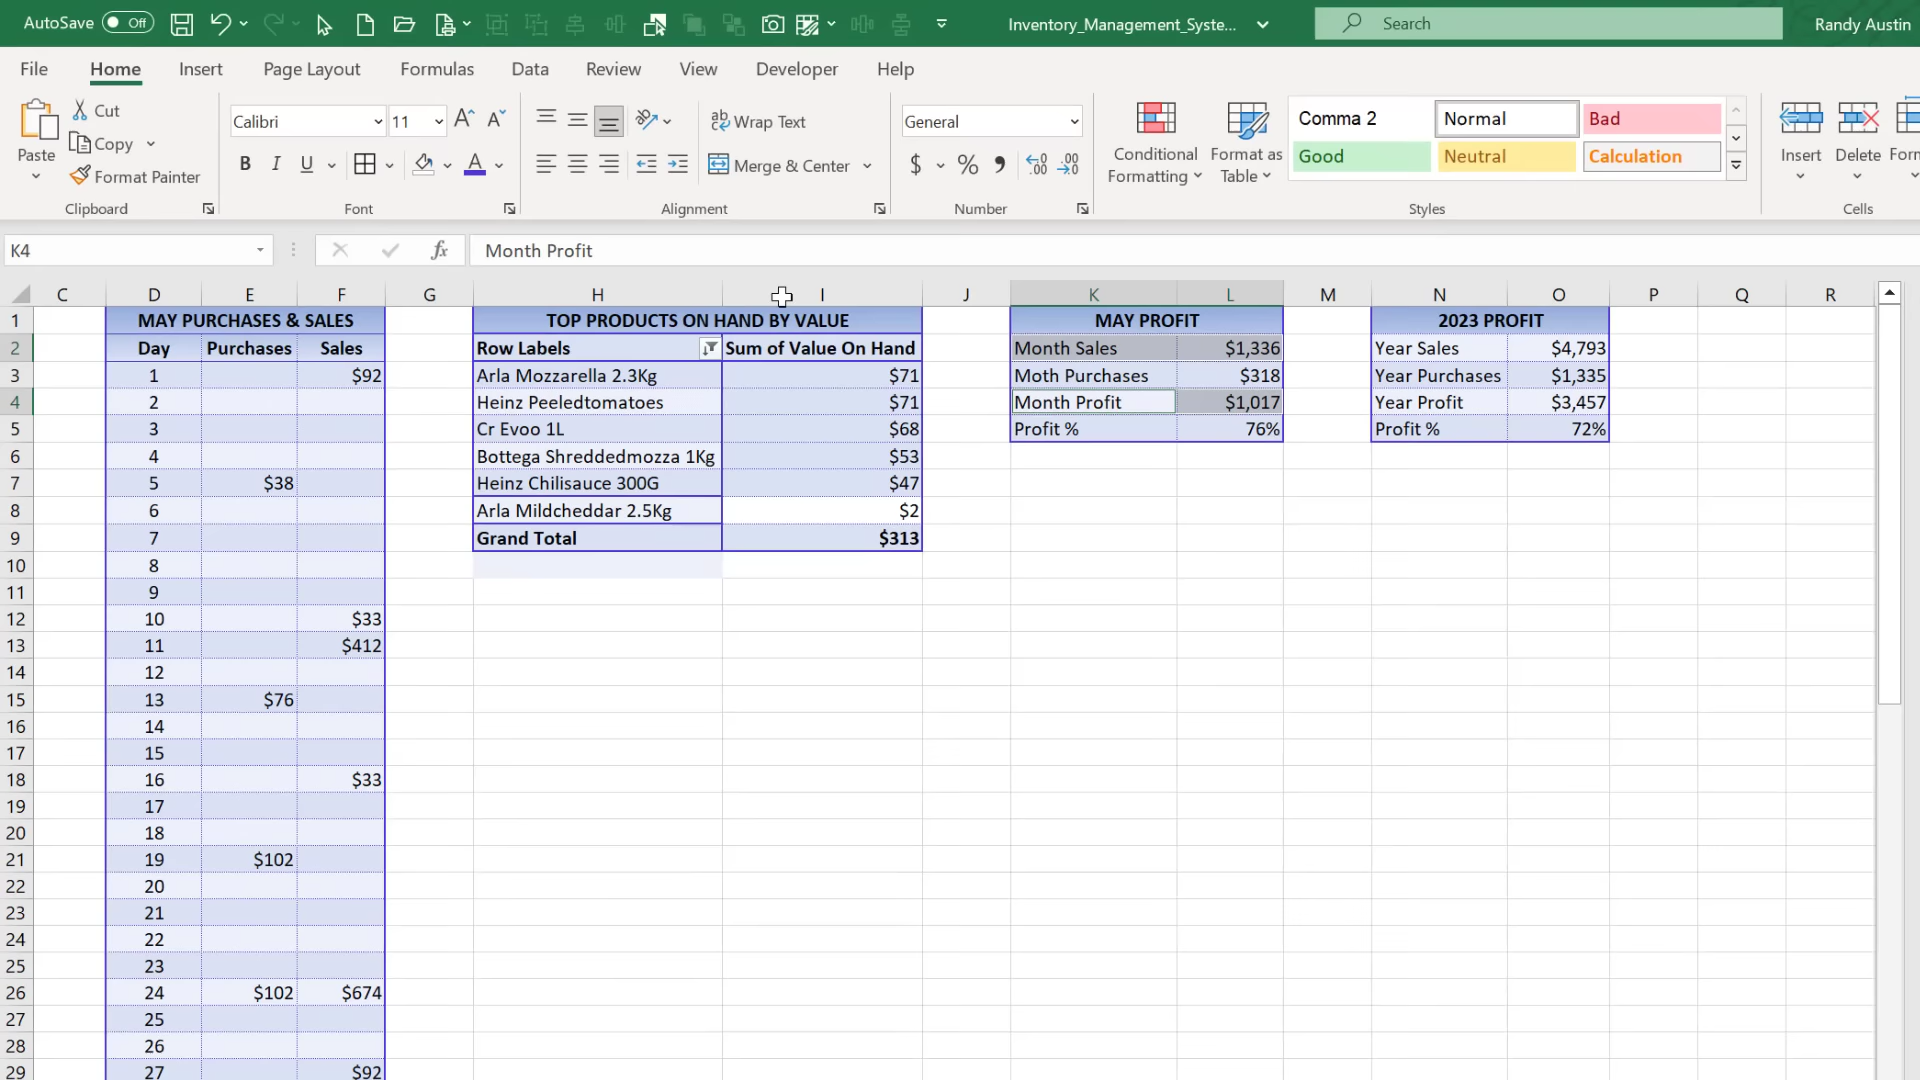 AutoSave Off Inventory_Management_Syste... Search Randy Austin
File Home Insert Page Layout Formulas Data Review View Developer Help
Paste Cut Copy Format Painter
Clipboard
Calibri 11 A A
B I U A
Font
Wrap Text
Merge & Center
Alignment
General
$ % , .00 .00
Number
Conditional Formatting
Format as Table
Comma 2 Normal Bad
Good Neutral Calculation
Styles
Insert Delete Form
Cells
K4 fx Month Profit
C D E F G H I J K L M N O P Q R
1 MAY PURCHASES & SALES TOP PRODUCTS ON HAND BY VALUE MAY PROFIT 2023 PROFIT
2 Day Purchases Sales Row Labels Sum of Value On Hand Month Sales $1,336 Year Sales $4,793
3 1 $92 Arla Mozzarella 2.3Kg $71 Moth Purchases $318 Year Purchases $1,335
4 2 Heinz Peeledtomatoes $71 Month Profit $1,017 Year Profit $3,457
5 3 Cr Evoo 1L $68 Profit % 76% Profit % 72%
6 4 Bottega Shreddedmozza 1Kg $53
7 5 $38 Heinz Chilisauce 300G $47
8 6 Arla Mildcheddar 2.5Kg $2
9 7 Grand Total $313
10 8
11 9
12 10 $33
13 11 $412
14 12
15 13 $76
16 14
17 15
18 16 $33
19 17
20 18
21 19 $102
22 20
23 21
24 22
25 23
26 24 $102 $674
27 25
28 26
29 27 $92